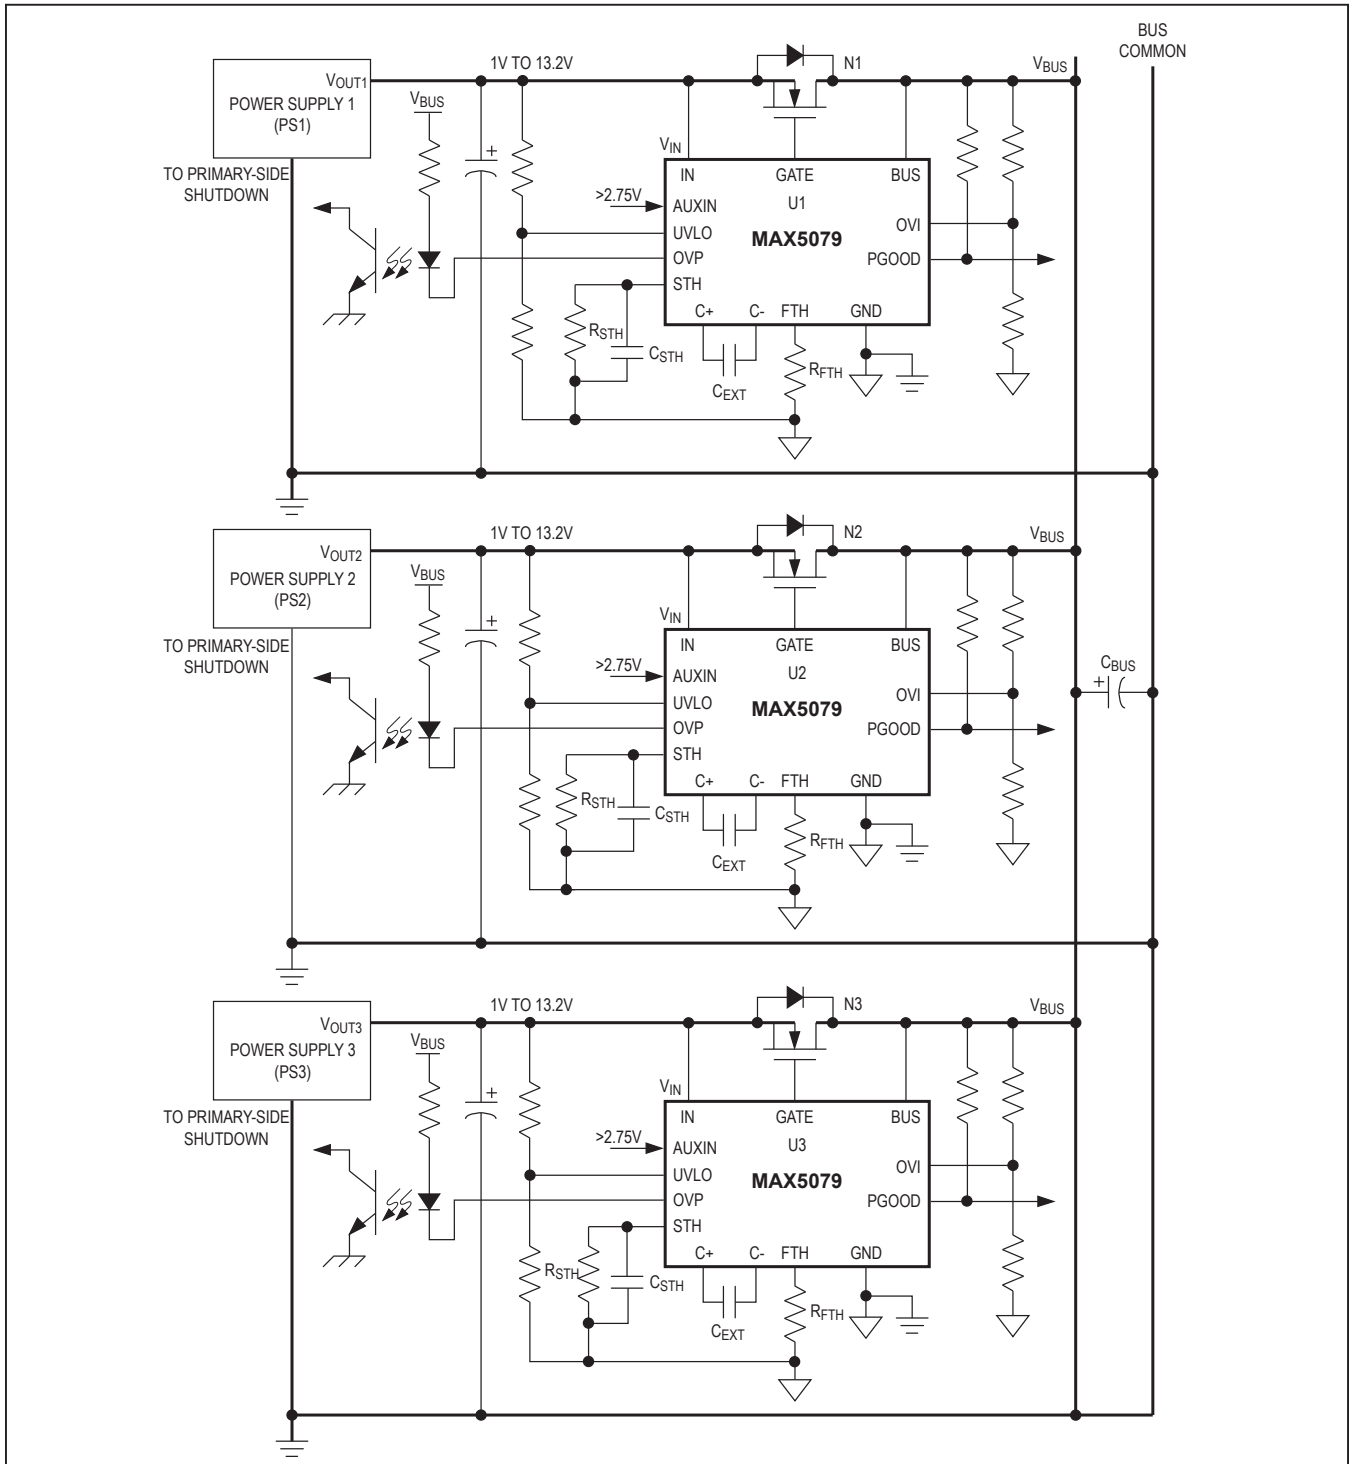 BUS
COMMON
1V TO 13.2V
N1
VBUS
VOUT1
POWER SUPPLY 1
(PS1)
VBUS
+
VIN
TO PRIMARY-SIDE
SHUTDOWN
IN GATE BUS
>2.75V
AUXIN U1
OVI
UVLO MAX5079
OVP PGOOD
STH
C+ C- FTH GND
RSTH
CSTH
CEXT
RFTH
1V TO 13.2V
N2
VBUS
VOUT2
POWER SUPPLY 2
(PS2)
VBUS
+
VIN
TO PRIMARY-SIDE
SHUTDOWN
IN GATE BUS
>2.75V
AUXIN U2
CBUS
+
OVI
UVLO MAX5079
OVP PGOOD
STH
C+ C- FTH GND
RSTH
CSTH
CEXT
RFTH
1V TO 13.2V
N3
VBUS
VOUT3
POWER SUPPLY 3
(PS3)
VBUS
+
VIN
TO PRIMARY-SIDE
SHUTDOWN
IN GATE BUS
>2.75V
AUXIN U3
OVI
UVLO MAX5079
OVP PGOOD
STH
C+ C- FTH GND
RSTH
CSTH
CEXT
RFTH